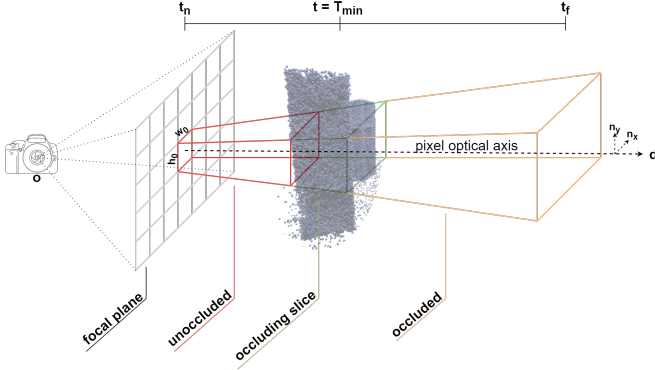 tn
t = Tmin
tf
w0
h0
o
pixel optical axis
ny
nx
d
focal plane
unoccluded
occluding slice
occluded